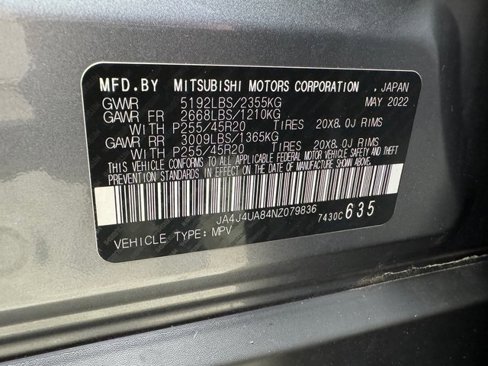 MFD.BY MITSUBISHI MOTORS CORPORATION , JAPAN
GVWR 5192LBS/2355KG MAY 2022
GAWR FR 2668LBS/1210KG
WITH P255/45R20 TIRES 20X8.0J RIMS
GAWR RR 3009LBS/1365KG
WITH P255/45R20 TIRES 20X8.0J RIMS
THIS VEHICLE CONFORMS TO ALL APPLICABLE FEDERAL MOTOR VEHICLE SAFETY AND THEFT
PREVENTION STANDARDS IN EFFECT ON THE DATE OF MANUFACTURE SHOWN ABOVE.
JA4J4UA84NZ079836 7430C635
VEHICLE TYPE: MPV